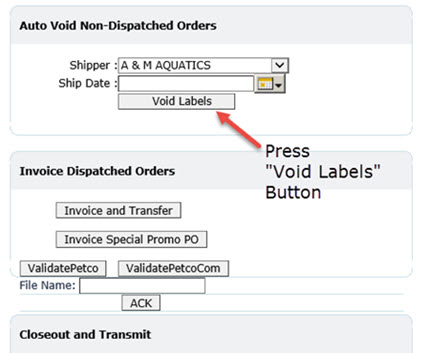 Auto Void Non-Dispatched Orders
Shipper : A & M AQUATICS
Ship Date :
Void Labels
Press
"Void Labels"
Button
Invoice Dispatched Orders
Invoice and Transfer
Invoice Special Promo PO
ValidatePetco ValidatePetcoCom
File Name:
ACK
Closeout and Transmit